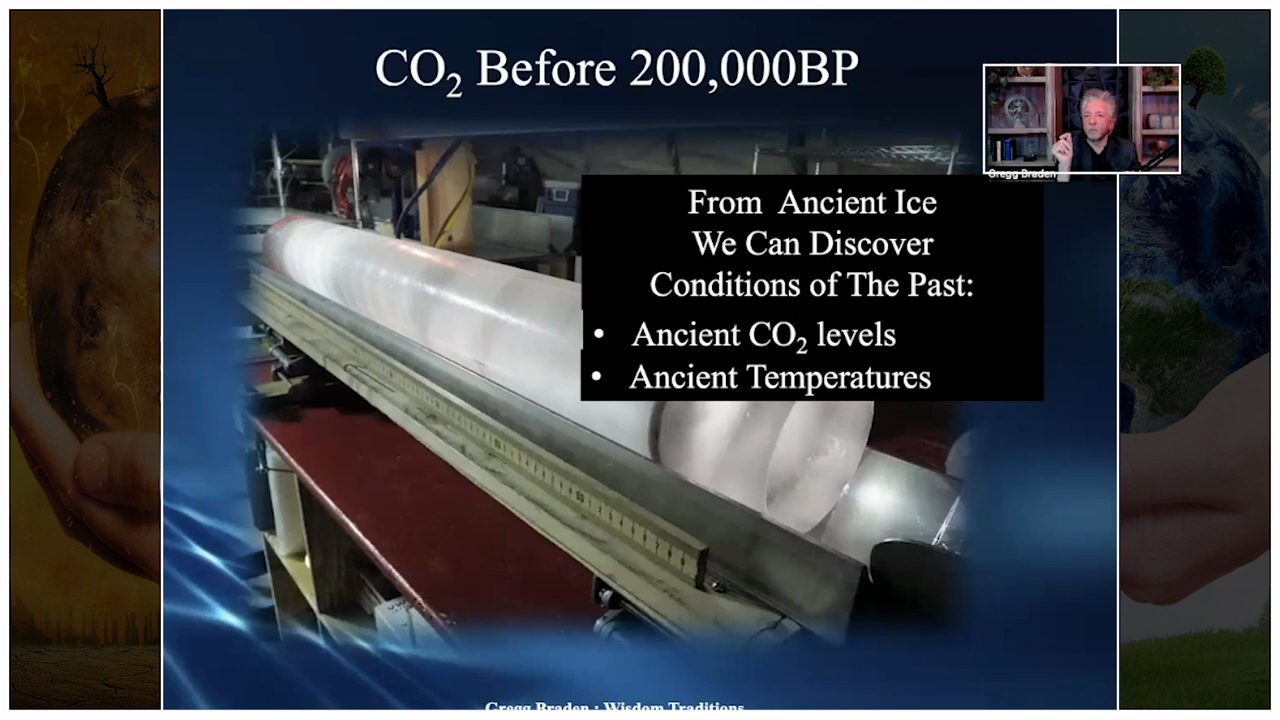 CO₂ Before 200,000BP
Gregg Braden
From Ancient Ice
We Can Discover
Conditions of The Past:
• Ancient CO₂ levels
• Ancient Temperatures
Gregg Braden : Wisdom Traditions